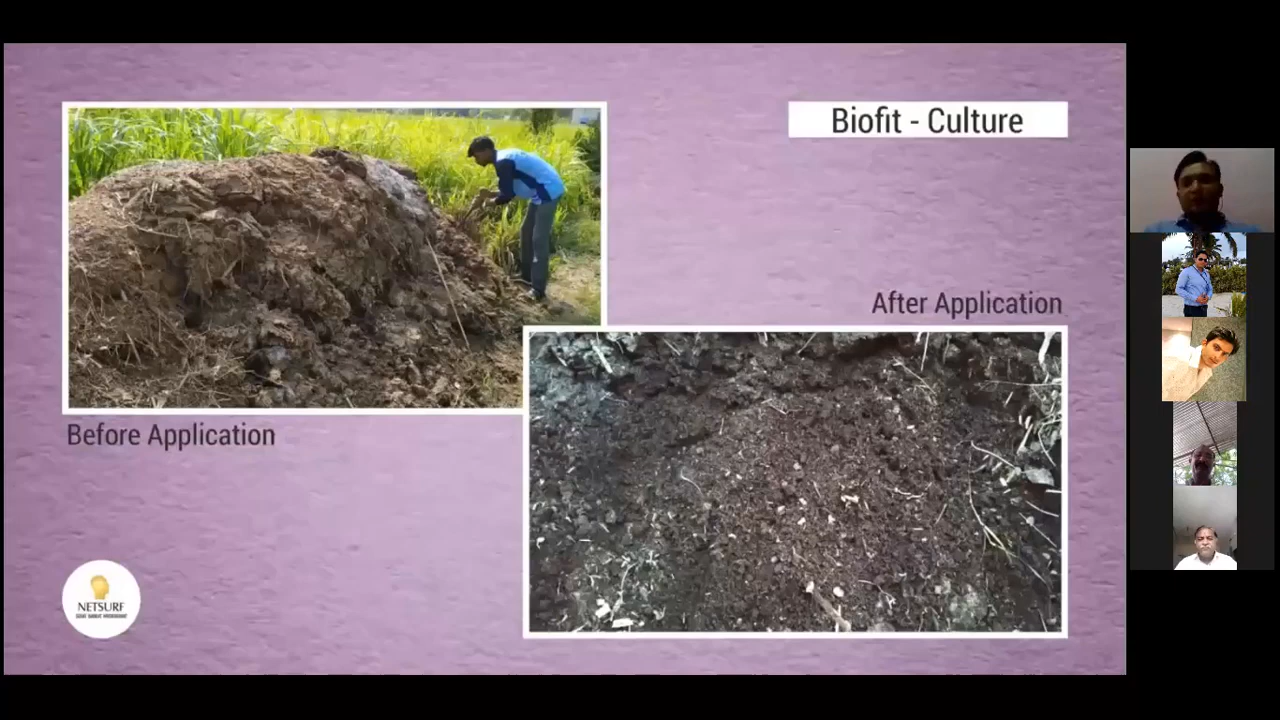 Biofit - Culture
After Application
Before Application
NETSURF